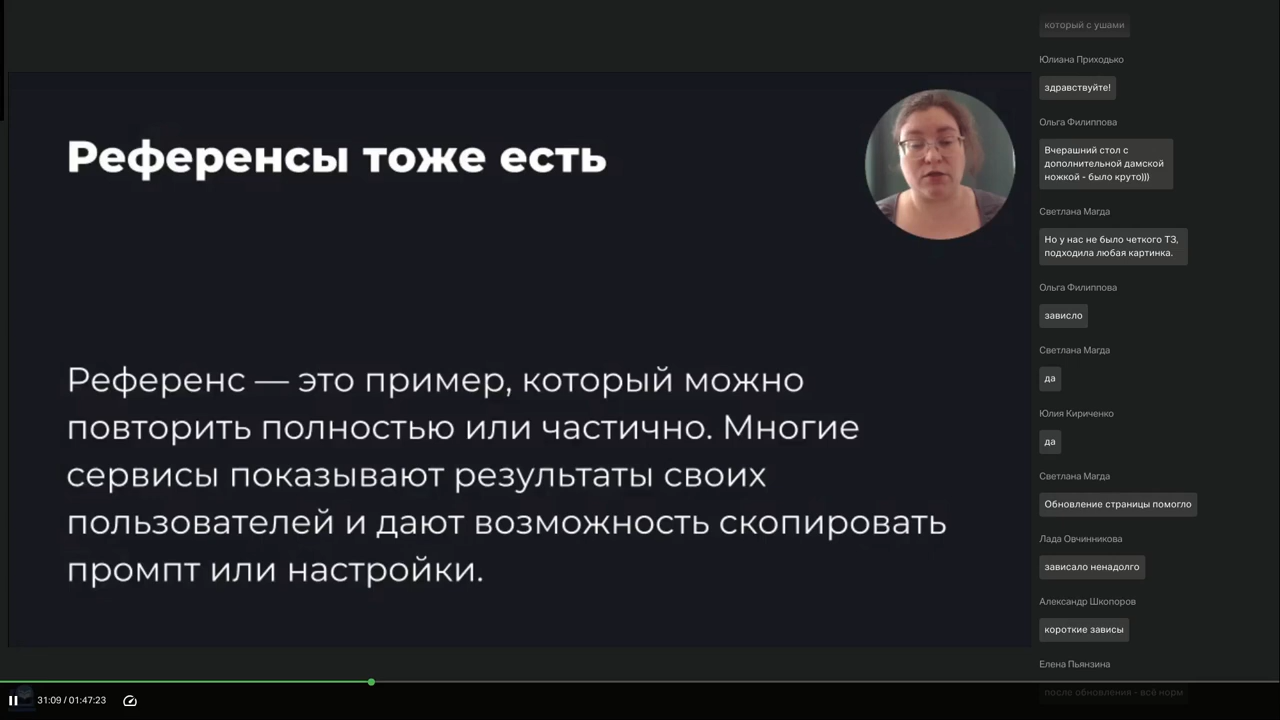 Референсы тоже есть
Референс — это пример, который можно
повторить полностью или частично. Многие
сервисы показывают результаты своих
пользователей и дают возможность скопировать
промпт или настройки.
который с ушами
Юлиана Приходько
здравствуйте!
Ольга Филиппова
Вчерашний стол с
дополнительной дамской
ножкой - было круто)))
Светлана Магда
Но у нас не было четкого ТЗ,
подходила любая картинка.
Ольга Филиппова
зависло
Светлана Магда
да
Юлия Кириченко
да
Светлана Магда
Обновление страницы помогло
Лада Овчинникова
зависало ненадолго
Александр Шкопоров
короткие зависы
Елена Пьянзина
после обновления - всё норм
31:09 / 01:47:23